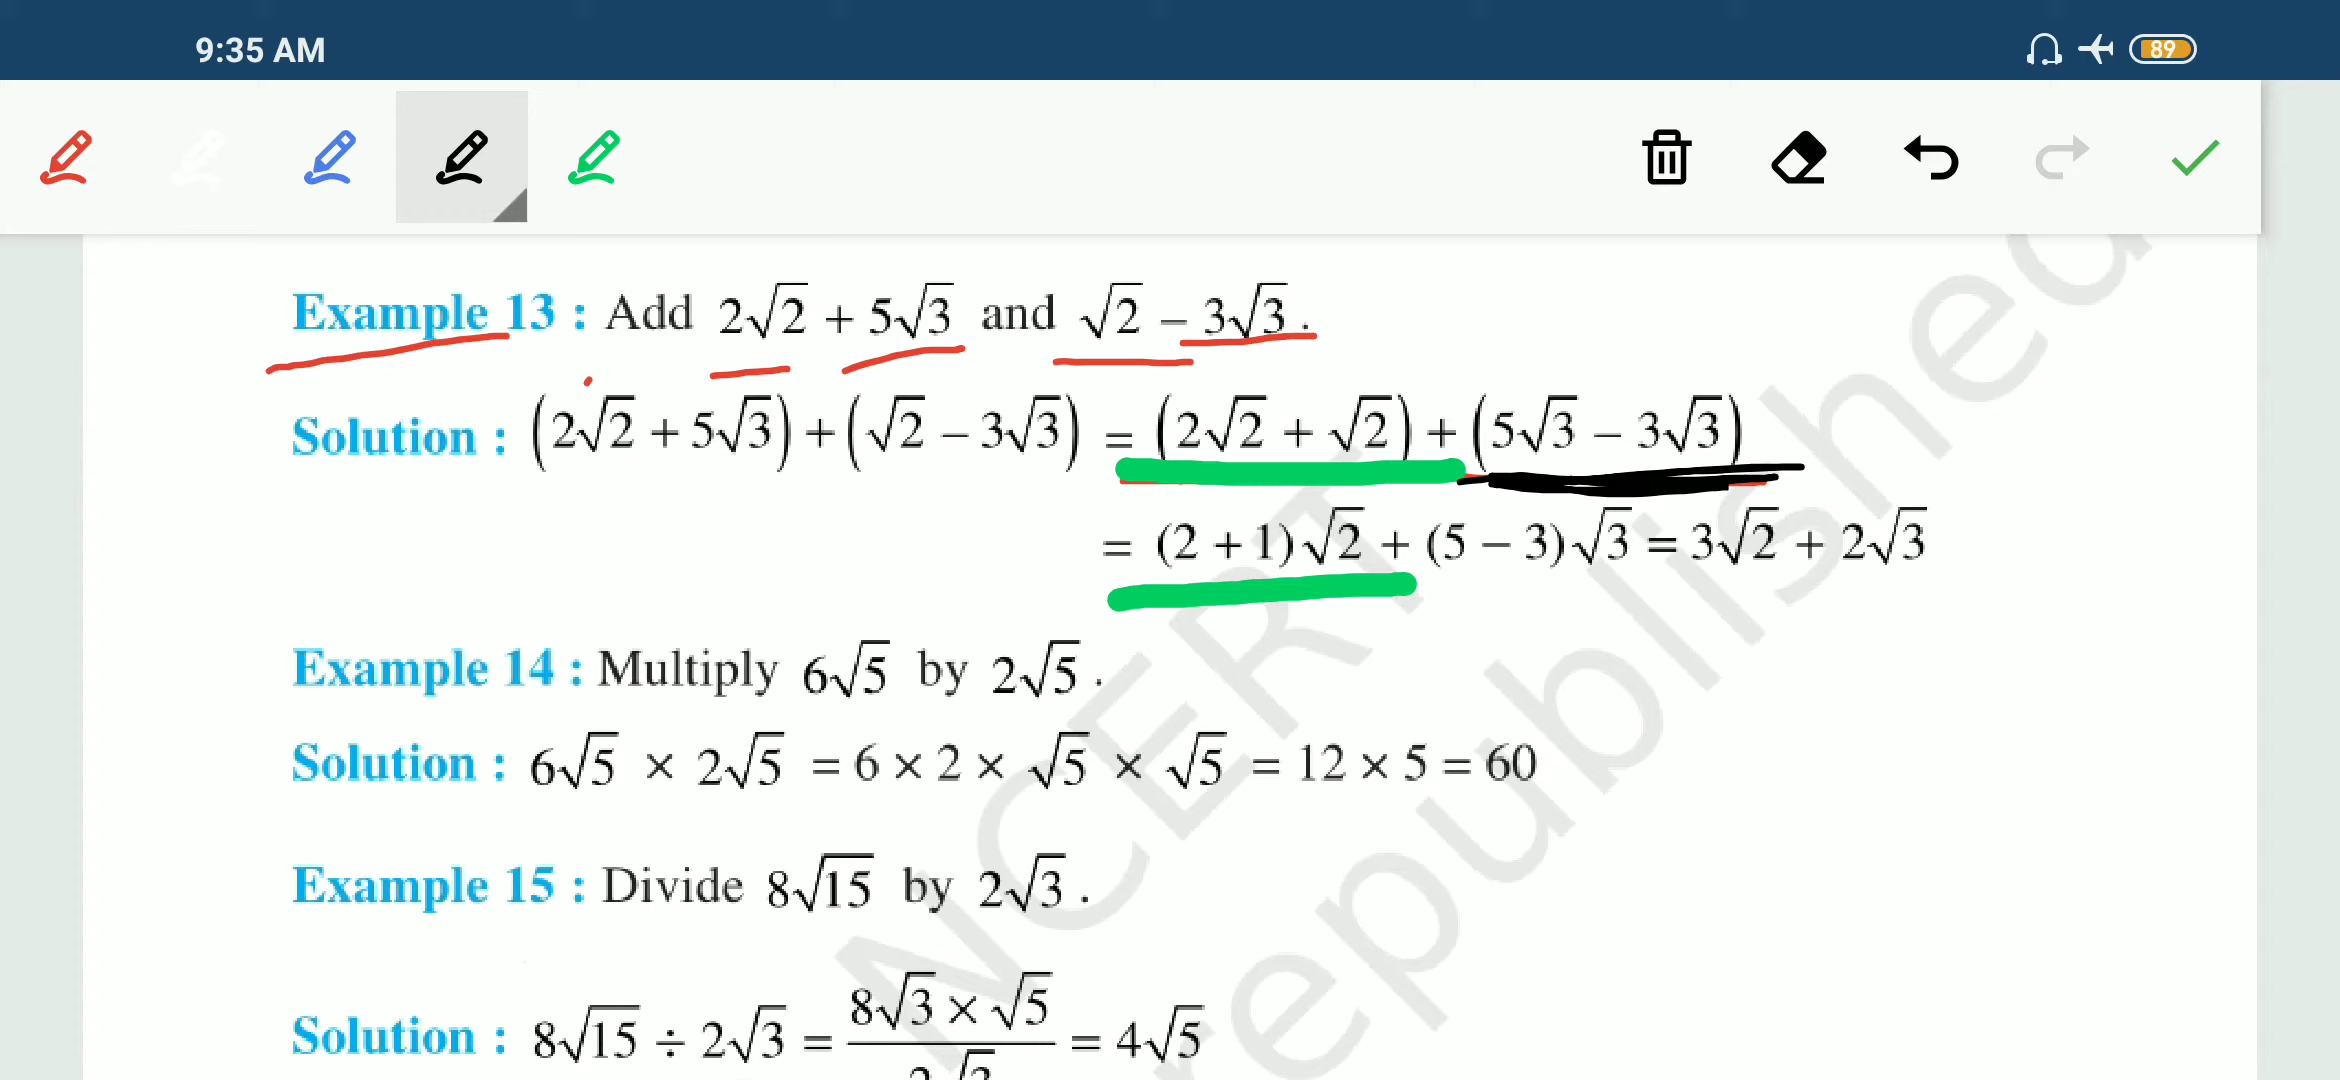 9:35 AM
89
Example 13 : Add 2√2 + 5√3 and √2 – 3√3 .
Solution : (2√2 + 5√3) + (√2 – 3√3) = (2√2 + √2) + (5√3 – 3√3)
= (2 + 1)√2 + (5 – 3)√3 = 3√2 + 2√3
Example 14 : Multiply 6√5 by 2√5 .
Solution : 6√5 × 2√5 = 6 × 2 × √5 × √5 = 12 × 5 = 60
Example 15 : Divide 8√15 by 2√3 .
Solution : 8√15 ÷ 2√3 = (8√3 × √5)/(2√3) = 4√5
NCERT
republished